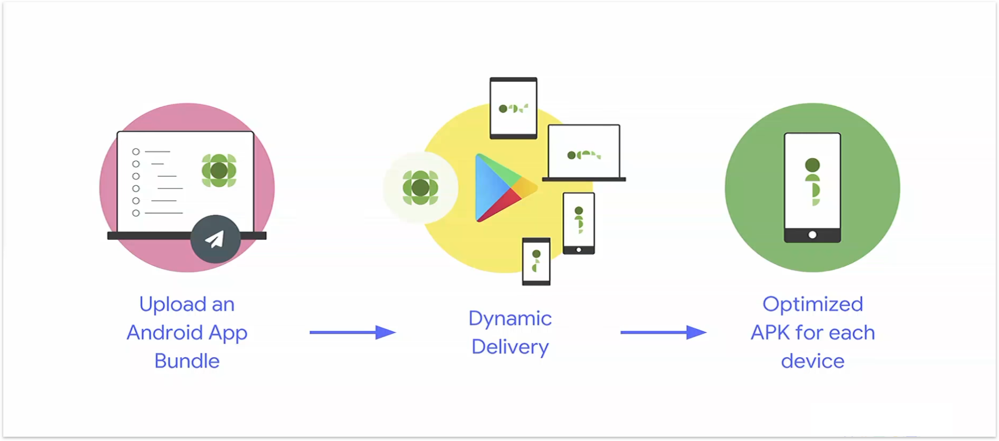 Upload an
Android App
Bundle
Dynamic
Delivery
Optimized
APK for each
device